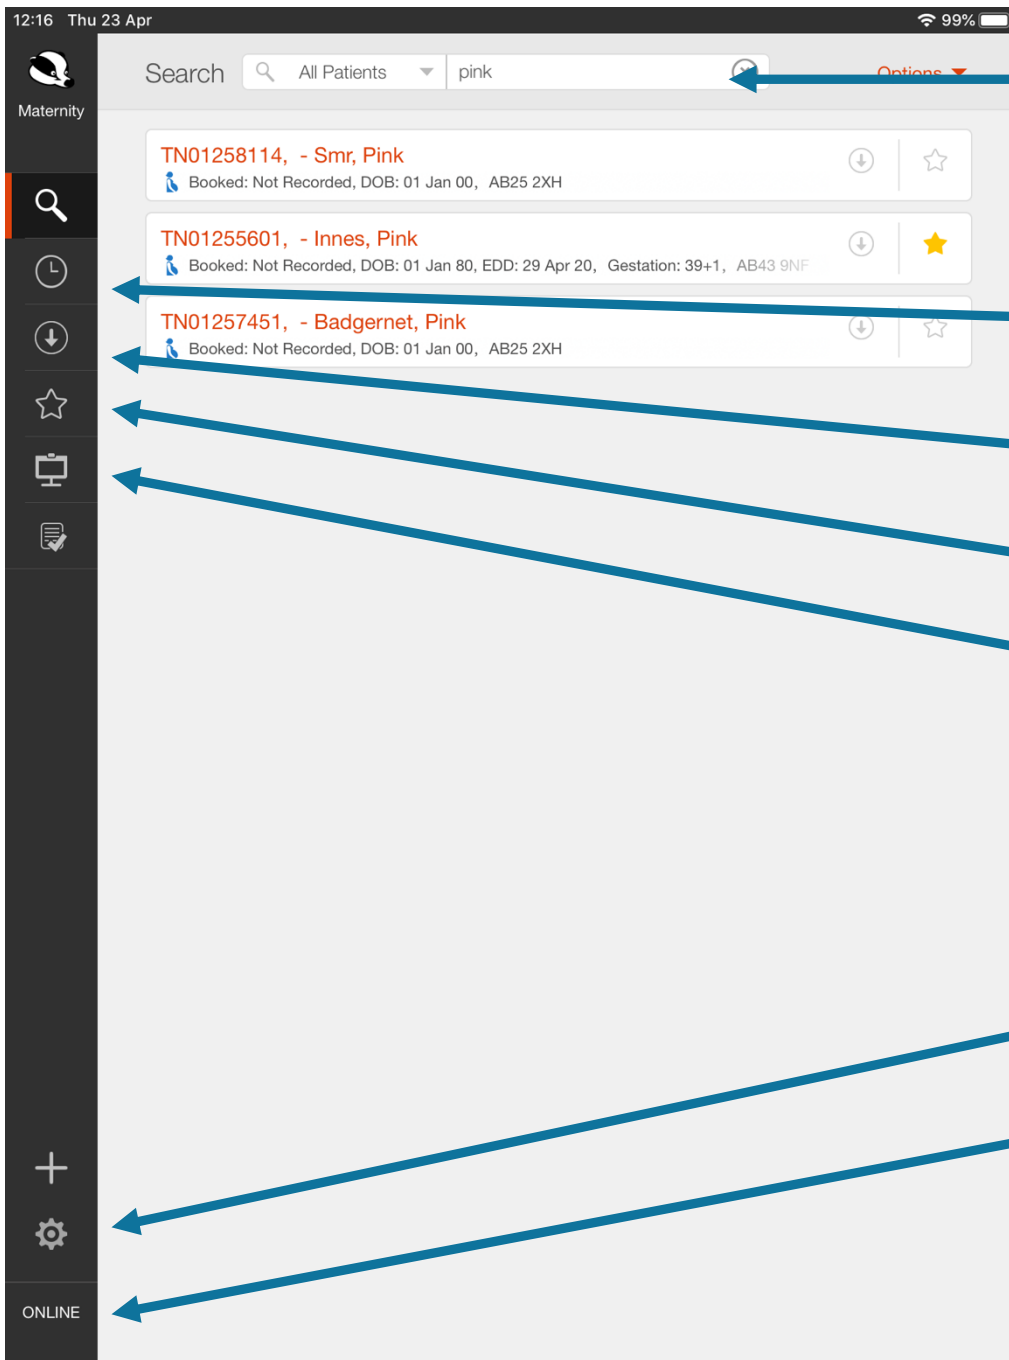 12:16 Thu 23 Apr
99%
Maternity
Search All Patients pink Options
TN01258114, - Smr, Pink
Booked: Not Recorded, DOB: 01 Jan 00, AB25 2XH
TN01255601, - Innes, Pink
Booked: Not Recorded, DOB: 01 Jan 80, EDD: 29 Apr 20, Gestation: 39+1, AB43 9NF
TN01257451, - Badgernet, Pink
Booked: Not Recorded, DOB: 01 Jan 00, AB25 2XH
ONLINE